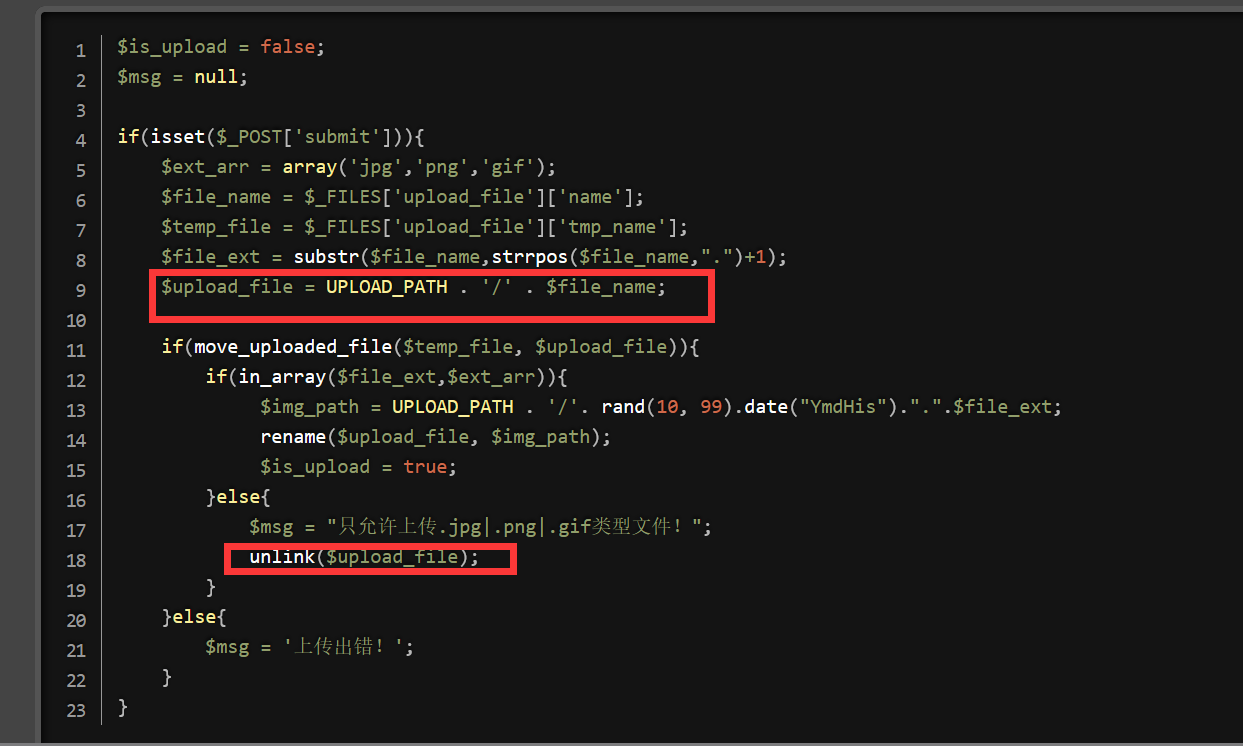 1 $is_upload = false;
2 $msg = null;
3
4 if(isset($_POST['submit'])){
5 $ext_arr = array('jpg','png','gif');
6 $file_name = $_FILES['upload_file']['name'];
7 $temp_file = $_FILES['upload_file']['tmp_name'];
8 $file_ext = substr($file_name,strrpos($file_name,".")+1);
9 $upload_file = UPLOAD_PATH . '/' . $file_name;
10
11 if(move_uploaded_file($temp_file, $upload_file)){
12 if(in_array($file_ext,$ext_arr)){
13 $img_path = UPLOAD_PATH . '/'. rand(10, 99).date("YmdHis").".".$file_ext;
14 rename($upload_file, $img_path);
15 $is_upload = true;
16 }else{
17 $msg = "只允许上传.jpg|.png|.gif类型文件！";
18 unlink($upload_file);
19 }
20 }else{
21 $msg = '上传出错！';
22 }
23 }